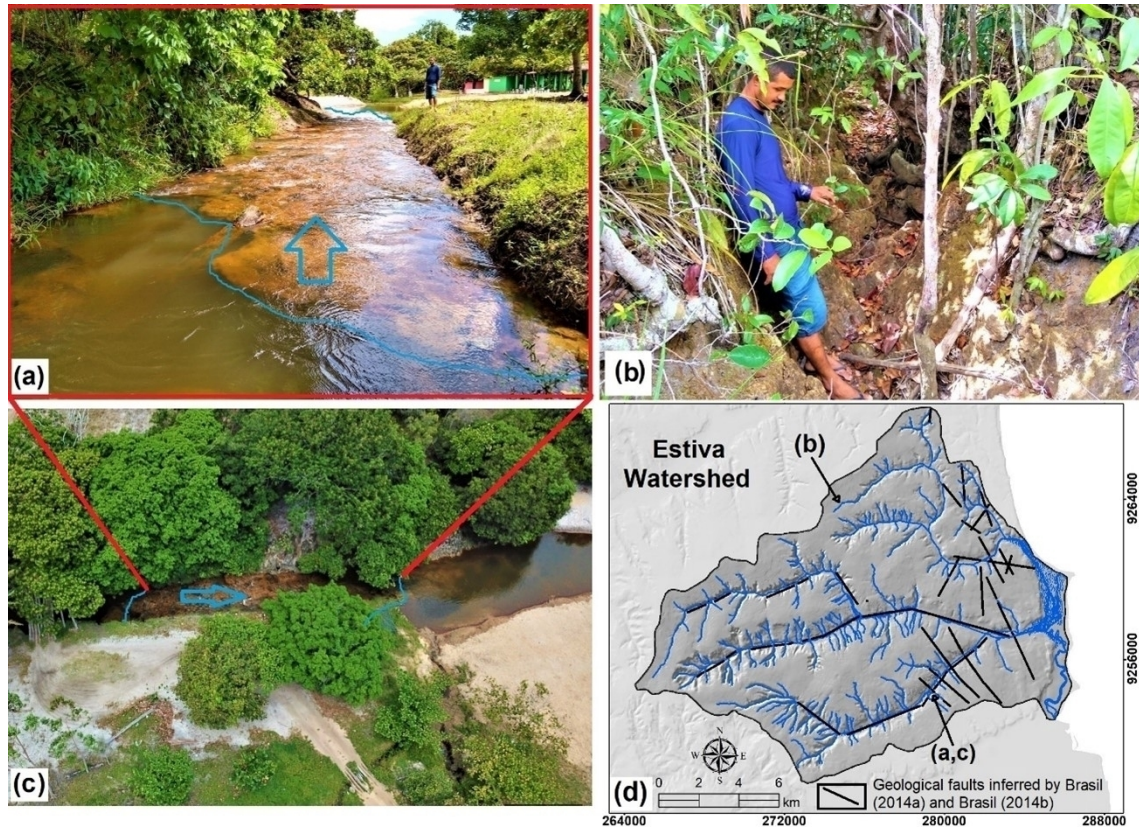 (a)
(b)
(c)
Estiva
Watershed
(b)
(a,c)
N
W
E
S
0 2 4 6
km
(d)
Geological faults inferred by Brasil
(2014a) and Brasil (2014b)
264000 272000 280000 288000
9264000
9256000